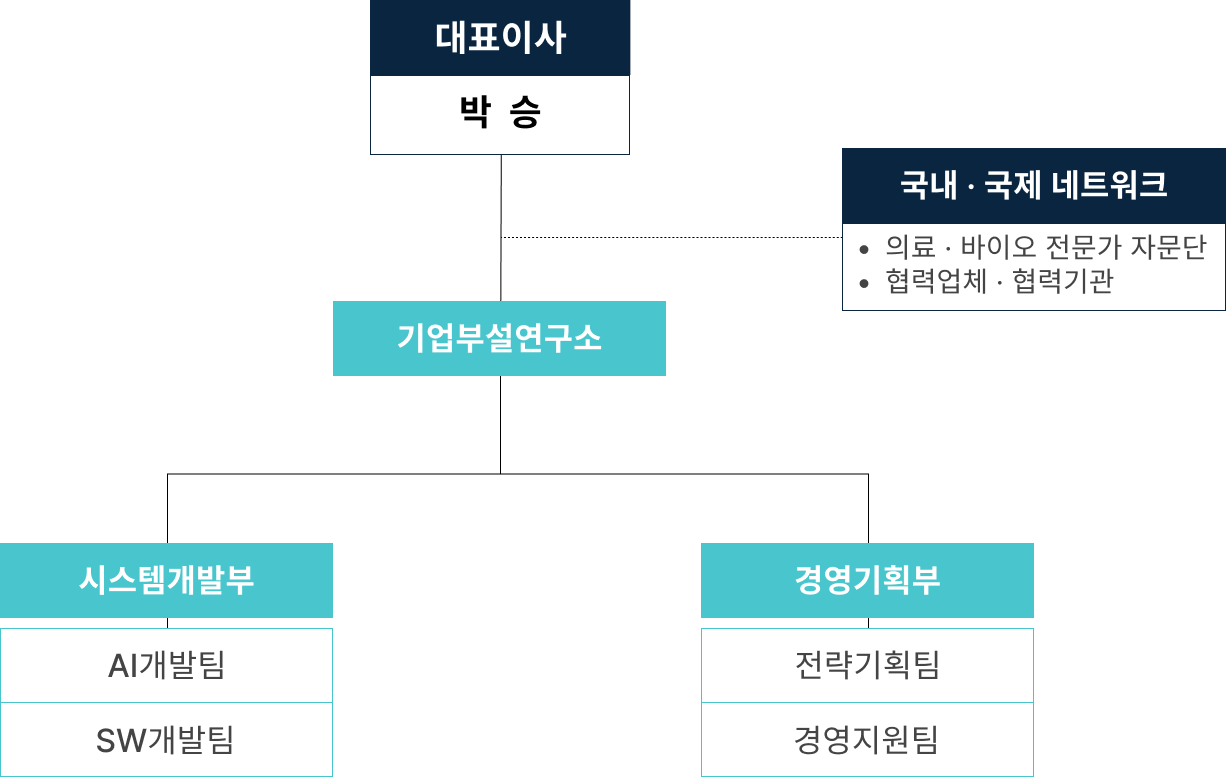 대표이사
박 승
국내 · 국제 네트워크
• 의료 · 바이오 전문가 자문단
• 협력업체 · 협력기관
기업부설연구소
시스템개발부
경영기획부
AI개발팀
전략기획팀
SW개발팀
경영지원팀